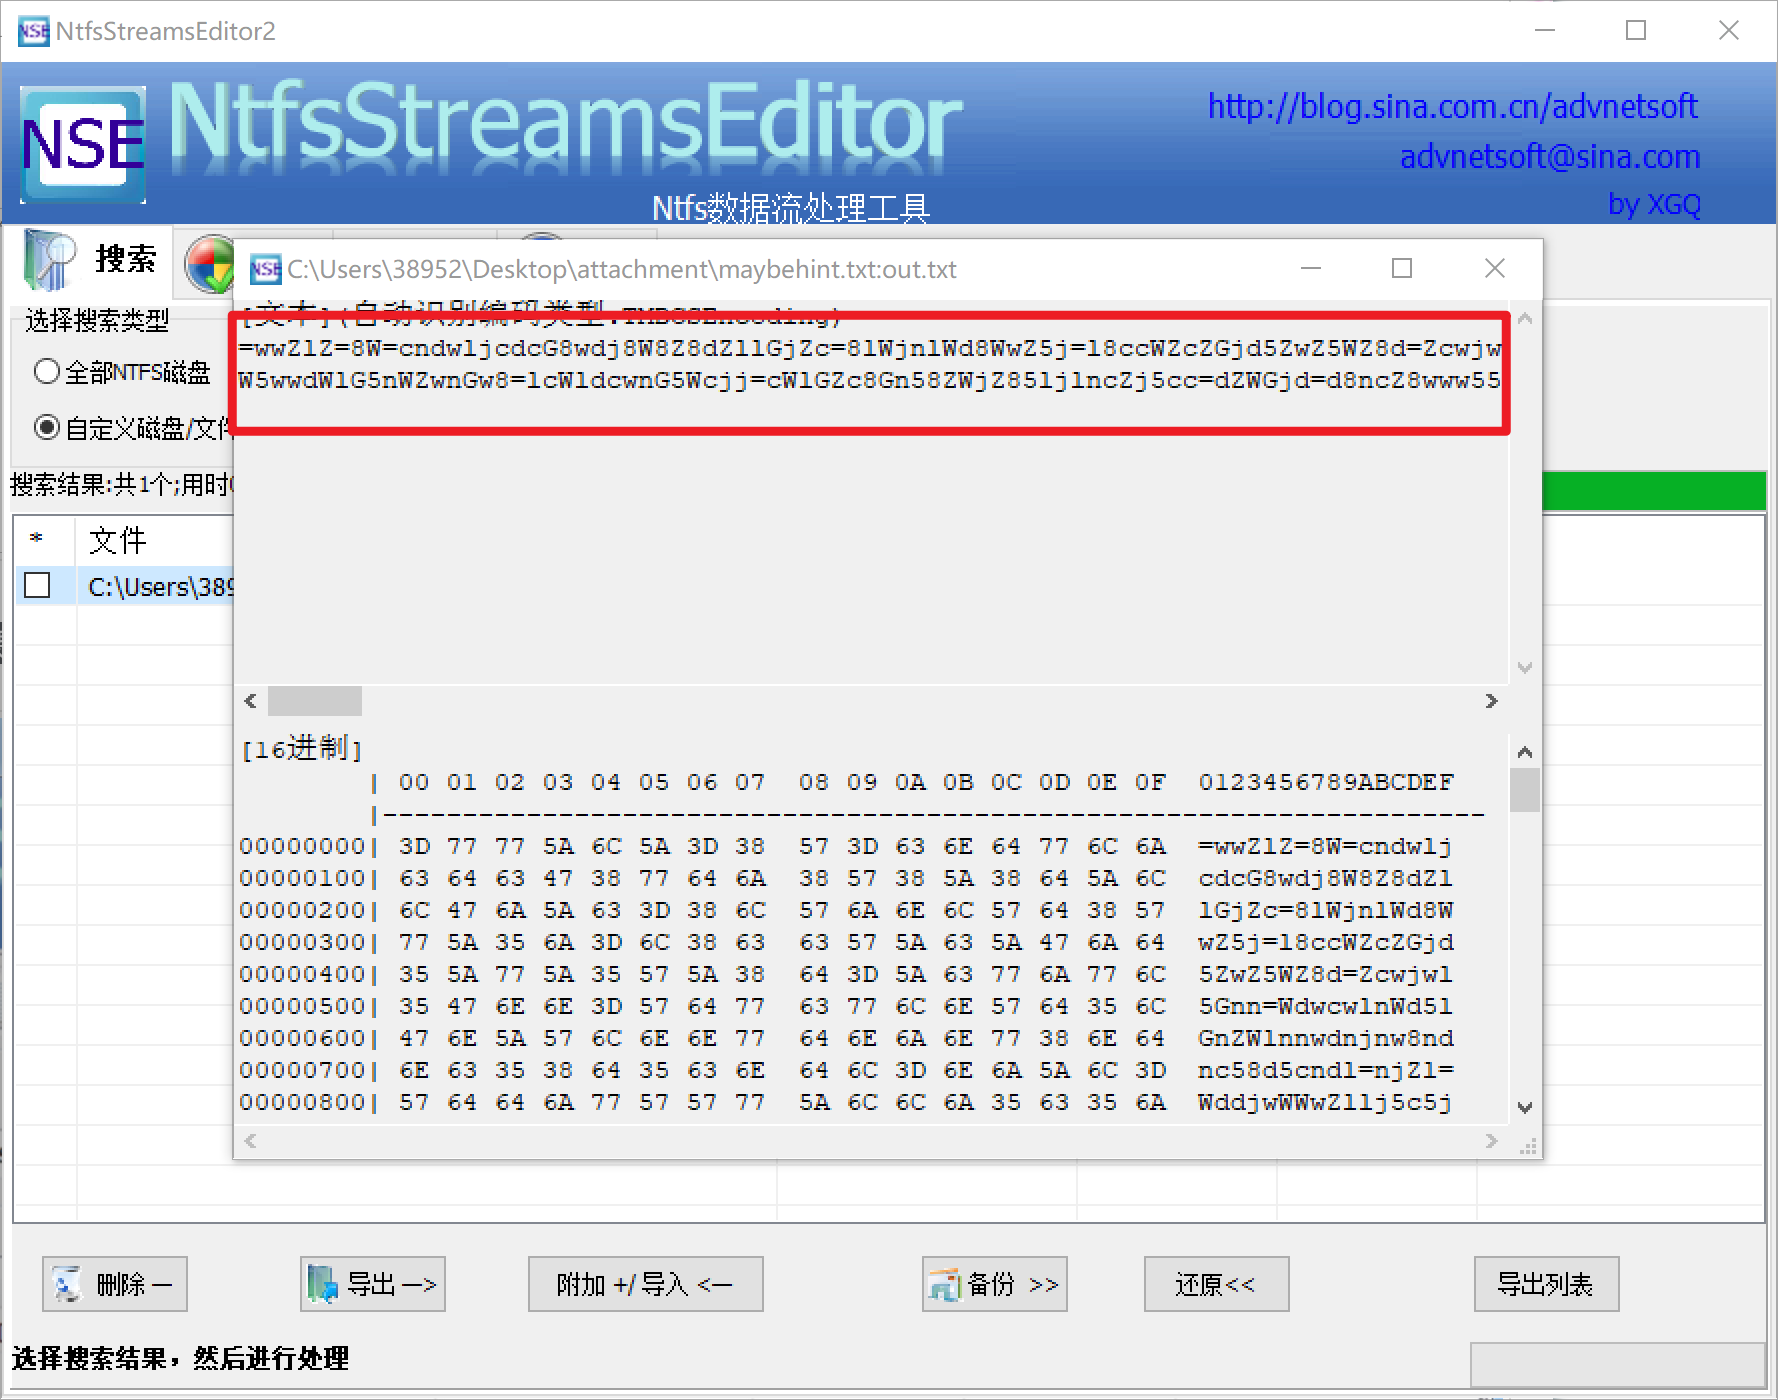 NtfsStreamsEditor2
NSE
NtfsStreamsEditor
Ntfs数据流处理工具
http://blog.sina.com.cn/advnetsoft
advnetsoft@sina.com
by XGQ
搜索
选择搜索类型
全部NTFS磁盘
自定义磁盘/文件
搜索结果:共1个;用时
* 文件
C:\Users\389
C:\Users\38952\Desktop\attachment\maybehint.txt:out.txt
[文本](自动识别编码类型:TMBCSEncoding)
=wwZlZ=8W=cndwljcdcG8wdj8W8Z8dZllGjZc=8lWjnlWd8WwZ5j=l8ccWZcZGjd5ZwZ5WZ8d=Zcwjw
W5wwdWlG5nWZwnGw8=lcWldcwnG5Wcjj=cWlGZc8Gn58ZWjZ85ljlncZj5cc=dZWGjd=d8ncZ8www55
[16进制]
| 00 01 02 03 04 05 06 07 08 09 0A 0B 0C 0D 0E 0F 0123456789ABCDEF
|---------------------------------------------------------------------
00000000| 3D 77 77 5A 6C 5A 3D 38 57 3D 63 6E 64 77 6C 6A =wwZlZ=8W=cndwlj
00000100| 63 64 63 47 38 77 64 6A 38 57 38 5A 38 64 5A 6C cdcG8wdj8W8Z8dZl
00000200| 6C 47 6A 5A 63 3D 38 6C 57 6A 6E 6C 57 64 38 57 lGjZc=8lWjnlWd8W
00000300| 77 5A 35 6A 3D 6C 38 63 63 57 5A 63 5A 47 6A 64 wZ5j=l8ccWZcZGjd
00000400| 35 5A 77 5A 35 57 5A 38 64 3D 5A 63 77 6A 77 6C 5ZwZ5WZ8d=Zcwjwl
00000500| 35 47 6E 6E 3D 57 64 77 63 77 6C 6E 57 64 35 6C 5Gnn=WdwcwlnWd5l
00000600| 47 6E 5A 57 6C 6E 6E 77 64 6E 6A 6E 77 38 6E 64 GnZWlnnwdnjnw8nd
00000700| 6E 63 35 38 64 35 63 6E 64 6C 3D 6E 6A 5A 6C 3D nc58d5cndl=njZl=
00000800| 57 64 64 6A 77 57 57 77 5A 6C 6C 6A 35 63 35 6A WddjwWWwZllj5c5j
删除 —
导出 —>
附加 +/ 导入 <—
备份 >>
还原<<
导出列表
选择搜索结果，然后进行处理